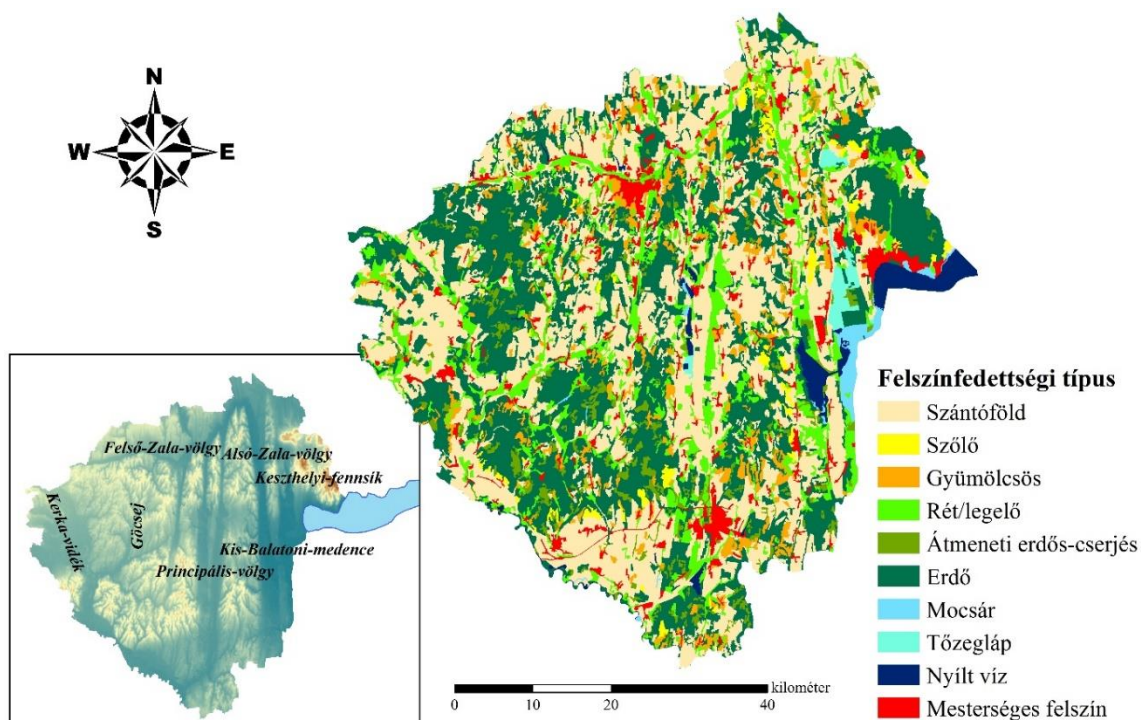 N
W
E
S
Felső-Zala-völgy
Alsó-Zala-völgy
Keszthelyi-fennsík
Kerka-vidék
Göcsej
Kis-Balatoni-medence
Principális-völgy
Felszínfedettségi típus
Szántóföld
Szőlő
Gyümölcsös
Rét/legelő
Átmeneti erdős-cserjés
Erdő
Mocsár
Tőzegláp
Nyílt víz
Mesterséges felszín
kilométer
0 10 20 40